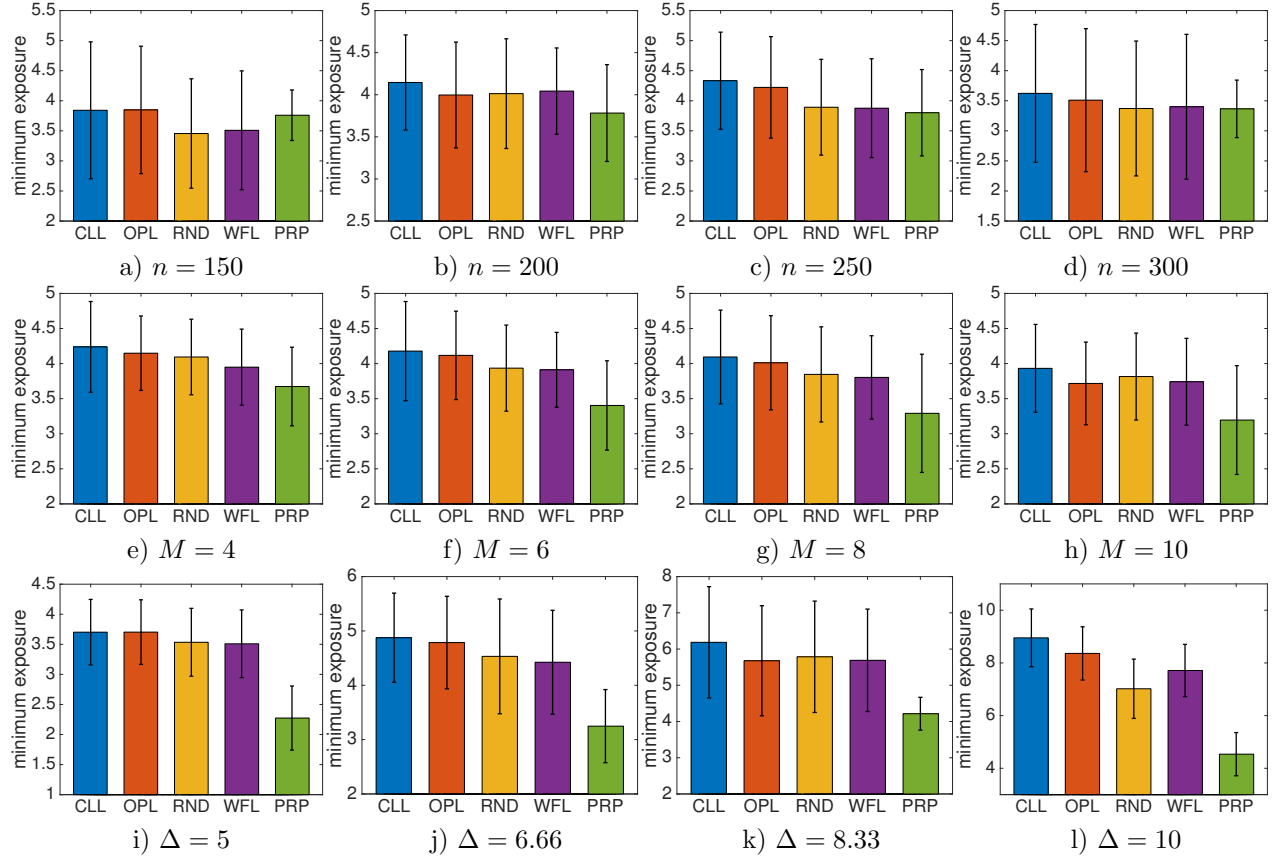 minimum exposure
5.5
5
4.5
4
3.5
3
2.5
2
CLL OPL RND WFL PRP
a) n = 150
minimum exposure
5
4.5
4
3.5
3
2.5
CLL OPL RND WFL PRP
b) n = 200
minimum exposure
5.5
5
4.5
4
3.5
3
2.5
2
CLL OPL RND WFL PRP
c) n = 250
minimum exposure
5
4.5
4
3.5
3
2.5
2
1.5
CLL OPL RND WFL PRP
d) n = 300
minimum exposure
5
4.5
4
3.5
3
2.5
2
CLL OPL RND WFL PRP
e) M = 4
minimum exposure
5
4.5
4
3.5
3
2.5
2
CLL OPL RND WFL PRP
f) M = 6
minimum exposure
5
4.5
4
3.5
3
2.5
2
CLL OPL RND WFL PRP
g) M = 8
minimum exposure
5
4.5
4
3.5
3
2.5
2
CLL OPL RND WFL PRP
h) M = 10
minimum exposure
4.5
4
3.5
3
2.5
2
1.5
1
CLL OPL RND WFL PRP
i) Δ = 5
minimum exposure
6
5
4
3
2
CLL OPL RND WFL PRP
j) Δ = 6.66
minimum exposure
8
7
6
5
4
3
2
CLL OPL RND WFL PRP
k) Δ = 8.33
minimum exposure
10
8
6
4
CLL OPL RND WFL PRP
l) Δ = 10